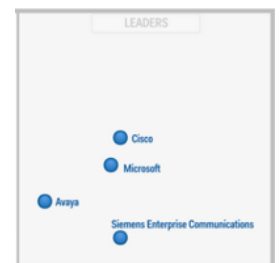 LEADERS
Cisco
Microsoft
Avaya
Siemens Enterprise Communications